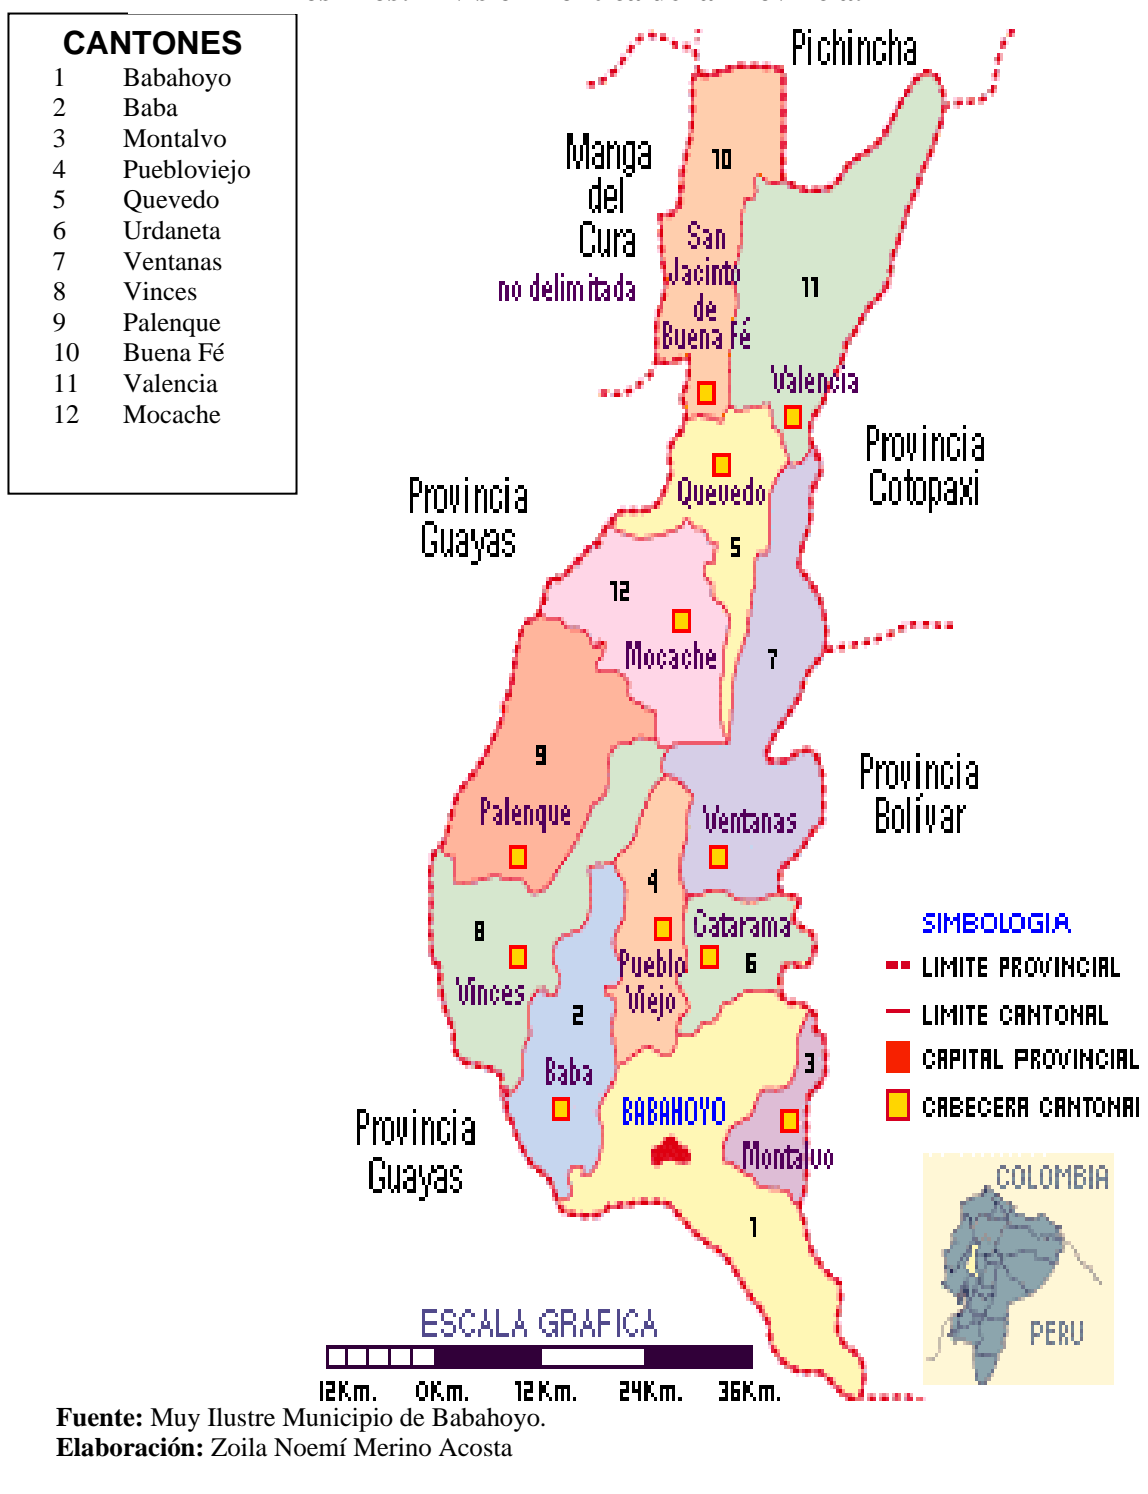 CANTONES
1 Babahoyo
2 Baba
3 Montalvo
4 Puebloviejo
5 Quevedo
6 Urdaneta
7 Ventanas
8 Vinces
9 Palenque
10 Buena Fé
11 Valencia
12 Mocache
Pichincha
Manga
del
Cura
no delimitada
10
San
Jacinto
de
Buena Fé
11
Valencia
Provincia
Cotopaxi
Provincia
Guayas
Quevedo
5
12
Mocache
7
9
Palenque
Provincia
Bolívar
Ventanas
4
Pueblo
Viejo
Catarama
6
8
Vinces
2
Baba
3
BABAHOYO
Montalvo
1
Provincia
Guayas
SIMBOLOGIA
LIMITE PROVINCIAL
LIMITE CANTONAL
CAPITAL PROVINCIAL
CABECERA CANTONAL
COLOMBIA
PERU
ESCALA GRAFICA
12Km. 0Km. 12Km. 24Km. 36Km.
Fuente: Muy Ilustre Municipio de Babahoyo.
Elaboración: Zoila Noemí Merino Acosta